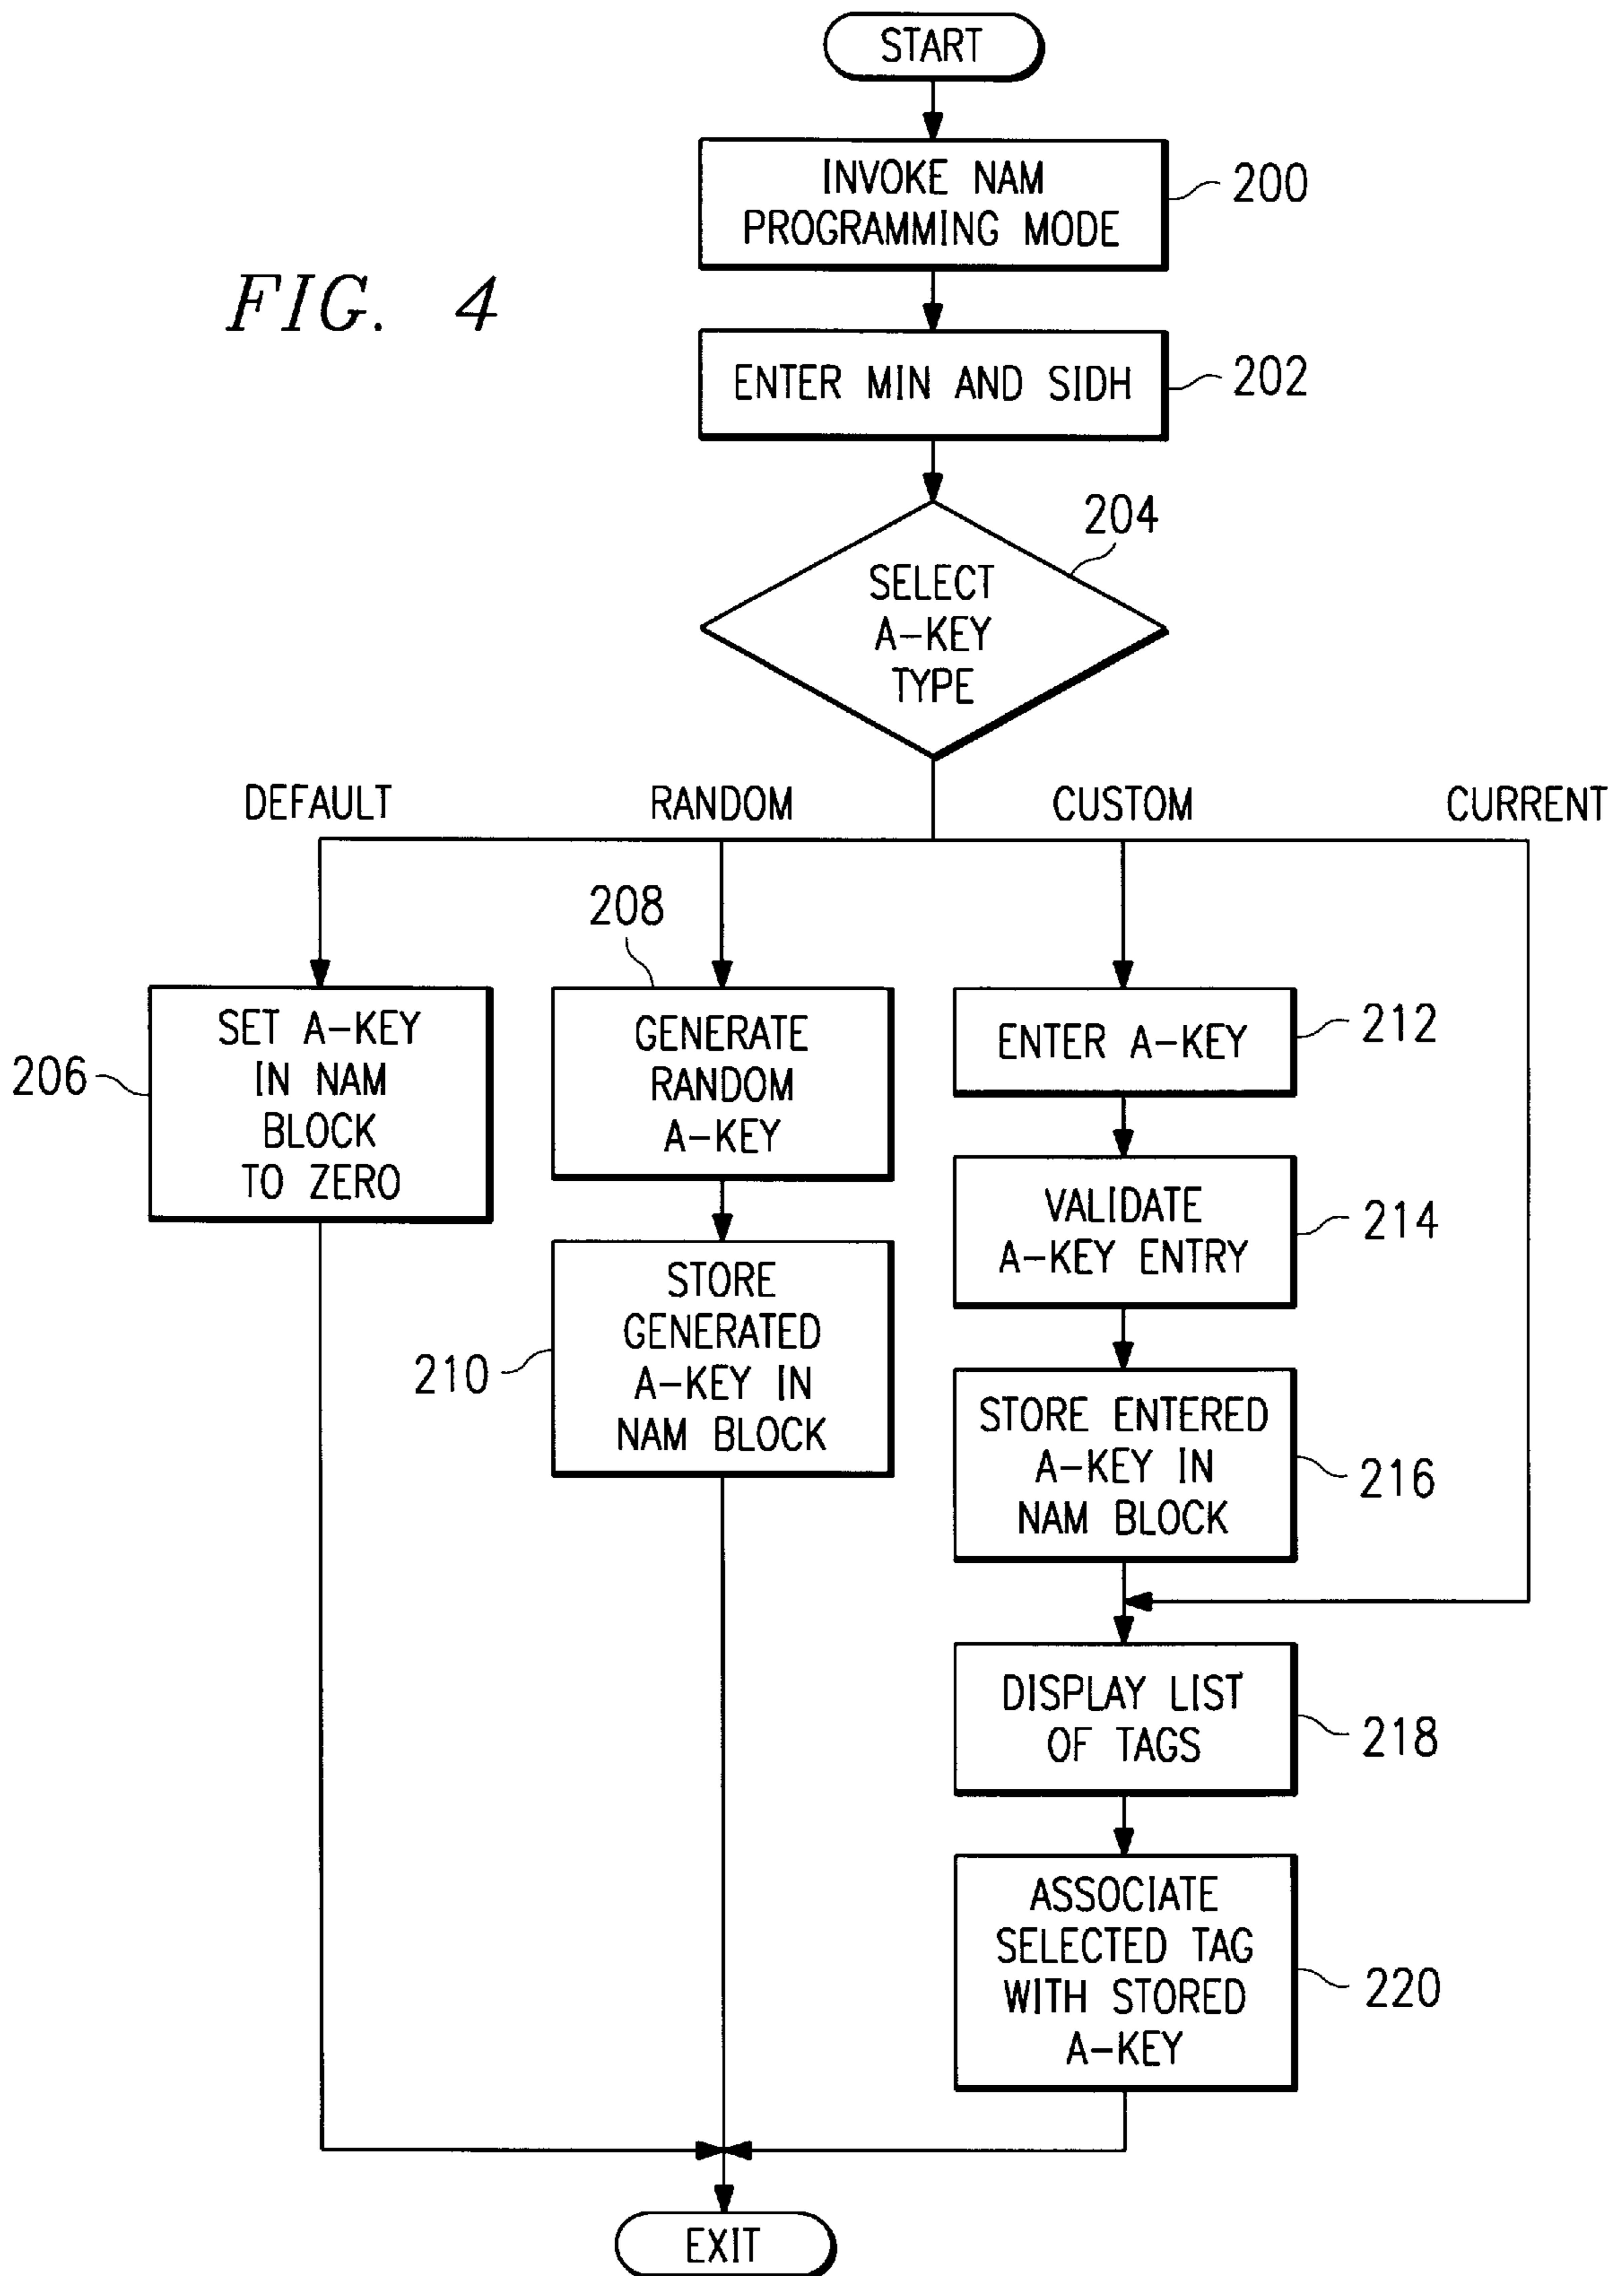 START
INVOKE NAM
PROGRAMMING MODE
200
FIG. 4
ENTER MIN AND SIDH
202
204
SELECT
A-KEY
TYPE
DEFAULT
RANDOM
CUSTOM
CURRENT
206
SET A-KEY
IN NAM
BLOCK
TO ZERO
208
GENERATE
RANDOM
A-KEY
210
STORE
GENERATED
A-KEY IN
NAM BLOCK
ENTER A-KEY
212
VALIDATE
A-KEY ENTRY
214
STORE ENTERED
A-KEY IN
NAM BLOCK
216
DISPLAY LIST
OF TAGS
218
ASSOCIATE
SELECTED TAG
WITH STORED
A-KEY
220
EXIT